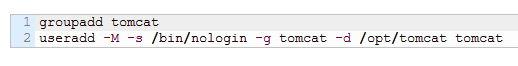 1 groupadd tomcat
2 useradd -M -s /bin/nologin -g tomcat -d /opt/tomcat tomcat